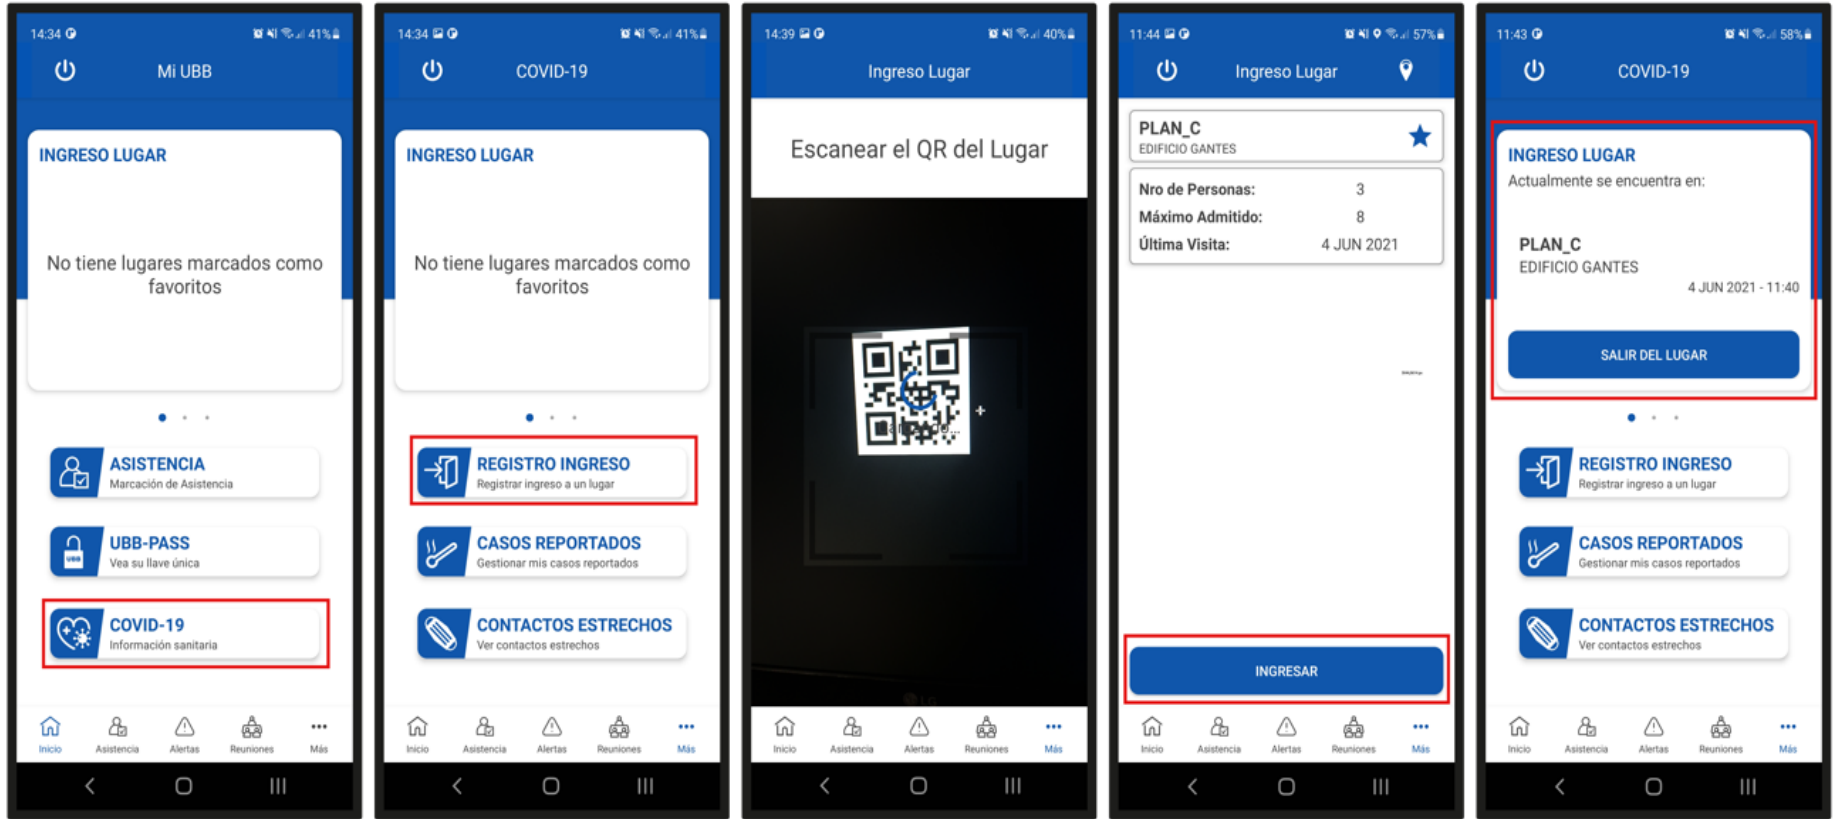 14:34
41%
Mi UBB
INGRESO LUGAR
No tiene lugares marcados como
favoritos
ASISTENCIA
Marcación de Asistencia
UBB-PASS
Vea su llave única
UBB
COVID-19
Información sanitaria
Inicio
Asistencia
Alertas
Reuniones
Más
14:34
41%
COVID-19
INGRESO LUGAR
No tiene lugares marcados como
favoritos
REGISTRO INGRESO
Registrar ingreso a un lugar
CASOS REPORTADOS
Gestionar mis casos reportados
CONTACTOS ESTRECHOS
Ver contactos estrechos
Inicio
Asistencia
Alertas
Reuniones
Más
14:39
40%
Ingreso Lugar
Escanear el QR del Lugar
LG
Inicio
Asistencia
Alertas
Reuniones
Más
11:44
57%
Ingreso Lugar
PLAN_C
EDIFICIO GANTES
Nro de Personas: 3
Máximo Admitido: 8
Última Visita: 4 JUN 2021
INGRESAR
Inicio
Asistencia
Alertas
Reuniones
Más
11:43
58%
COVID-19
INGRESO LUGAR
Actualmente se encuentra en:
PLAN_C
EDIFICIO GANTES
4 JUN 2021 - 11:40
SALIR DEL LUGAR
REGISTRO INGRESO
Registrar ingreso a un lugar
CASOS REPORTADOS
Gestionar mis casos reportados
CONTACTOS ESTRECHOS
Ver contactos estrechos
Inicio
Asistencia
Alertas
Reuniones
Más